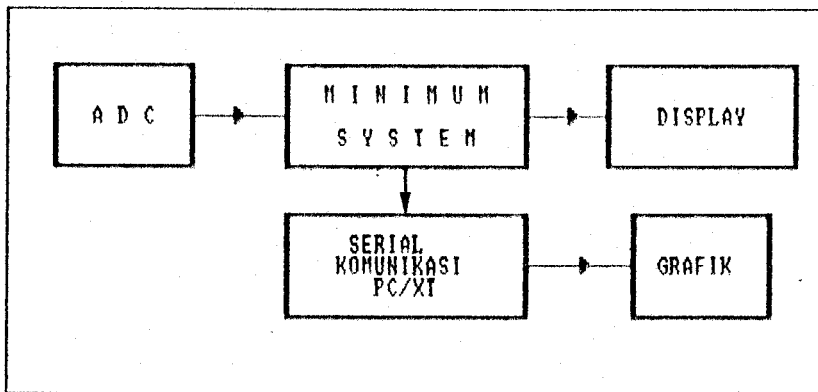 A D C
M I N I M U M
S Y S T E M
DISPLAY
SERIAL
KOMUNIKASI
PC/XT
GRAFIK